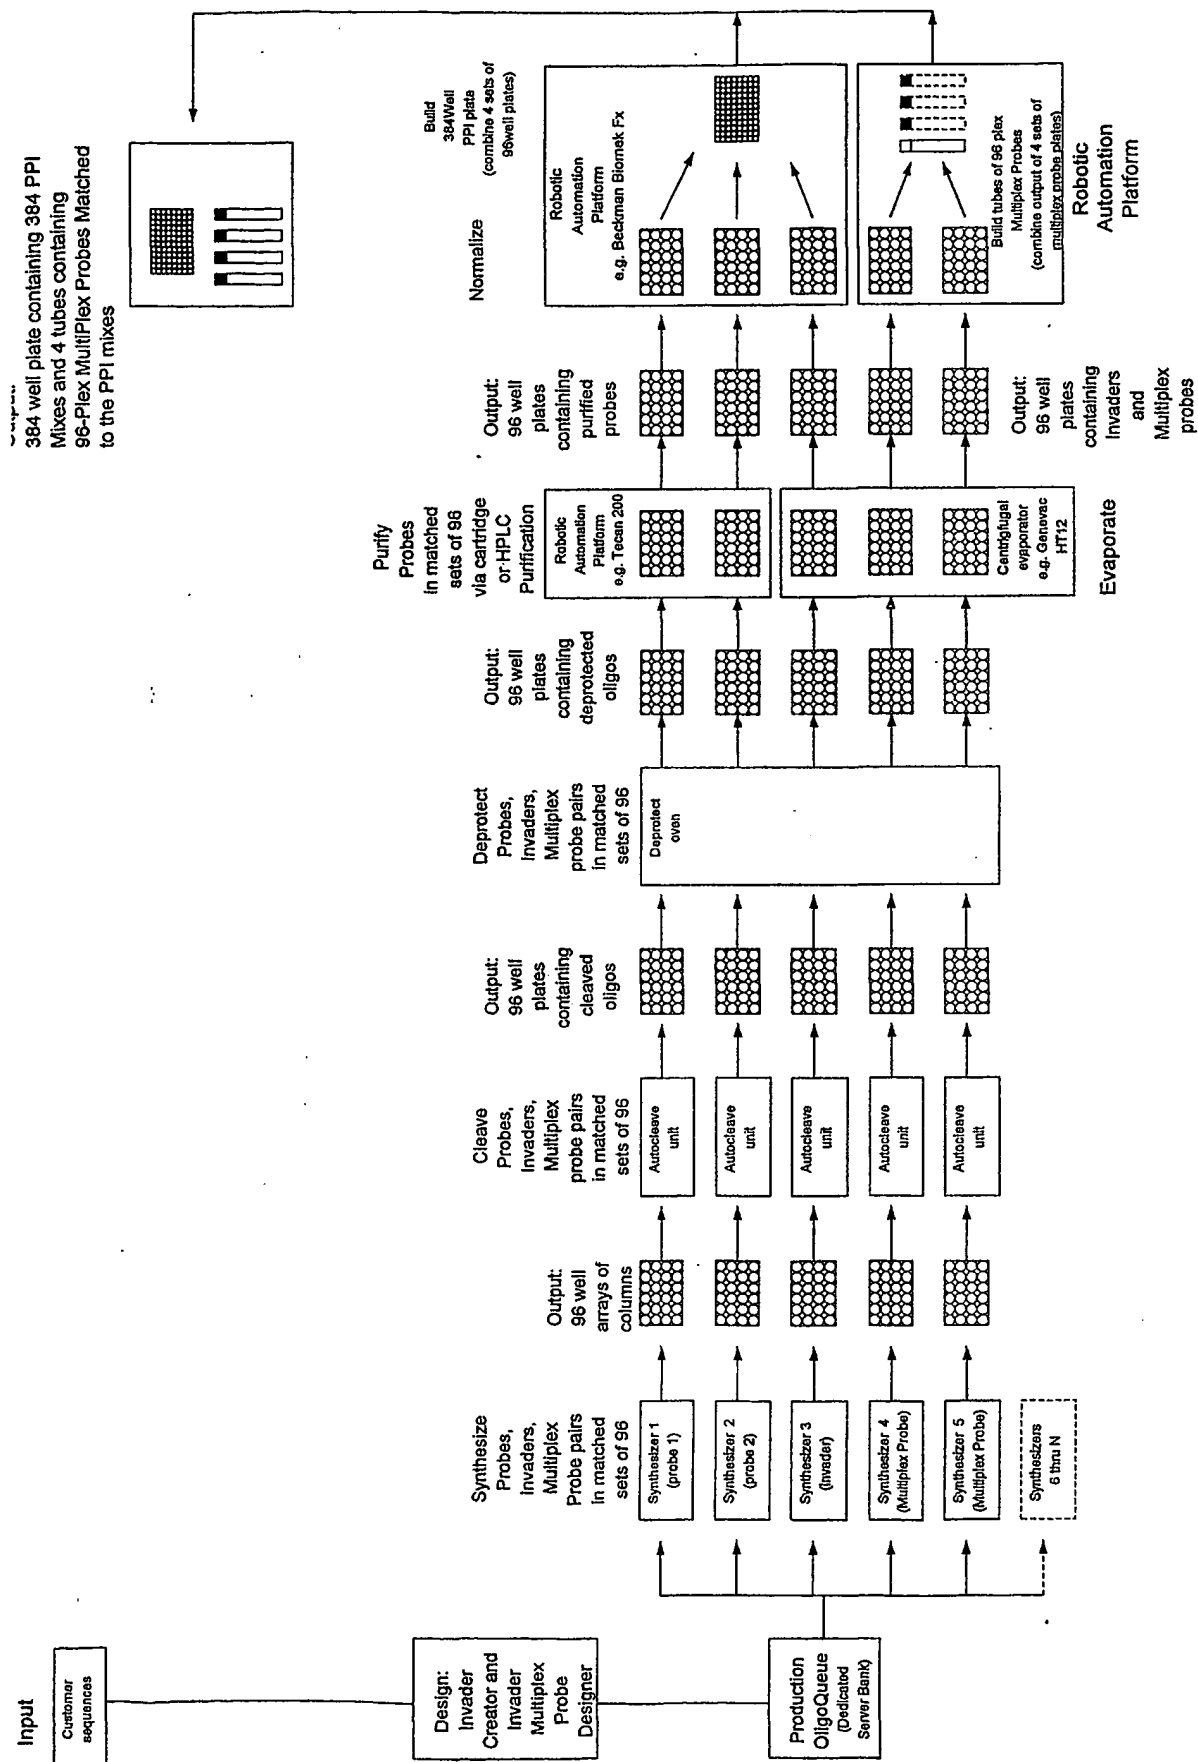 Input
Customer
sequences
Design:
Invader
Creator and
Invader
Multiplex
Probe
Designer
Production
OligoQueue
(Dedicated
Server Bank)
Synthesize
Probes,
Invaders,
Multiplex
Probe pairs
in matched
sets of 96
Synthesizer 1
(probe 1)
Synthesizer 2
(probe 2)
Synthesizer 3
(Invader)
Synthesizer 4
(Multiplex Probe)
Synthesizer 5
(Multiplex Probe)
Synthesizers
6 thru N
Output:
96 well
arrays of
columns
Cleave
Probes,
Invaders,
Multiplex
probe pairs
in matched
sets of 96
Autocleave
unit
Autocleave
unit
Autocleave
unit
Autocleave
unit
Autocleave
unit
Output:
96 well
plates
containing
cleaved
oligos
Deprotect
Probes,
Invaders,
Multiplex
probe pairs
in matched
sets of 96
Deprotect
oven
Output:
96 well
plates
containing
deprotected
oligos
Purify
Probes
in matched
sets of 96
via cartridge
or HPLC
Purification
Robotic
Automation
Platform
e.g. Tecan 200
Centrigfugal
evaporator
e.g. Genevac
HT12
Evaporate
Output:
96 well
plates
containing
purified
probes
Output:
96 well
plates
containing
Invaders
and
Multiplex
probes
Normalize
Robotic
Automation
Platform
e.g. Beckman Biomek Fx
Build
384Well
PPI plate
(combine 4 sets of
96well plates)
Build tubes of 96 plex
Multiplex Probes
(combine output of 4 sets of
multiplex probe plates)
Robotic
Automation
Platform
384 well plate containing 384 PPI
Mixes and 4 tubes containing
96-Plex MultiPlex Probes Matched
to the PPI mixes